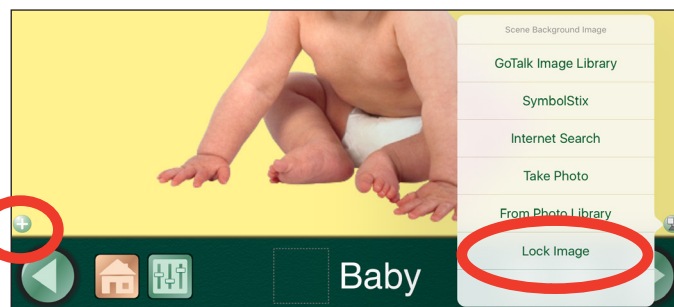 Scene Background Image
GoTalk Image Library
SymbolStix
Internet Search
Take Photo
From Photo Library
Lock Image
Baby